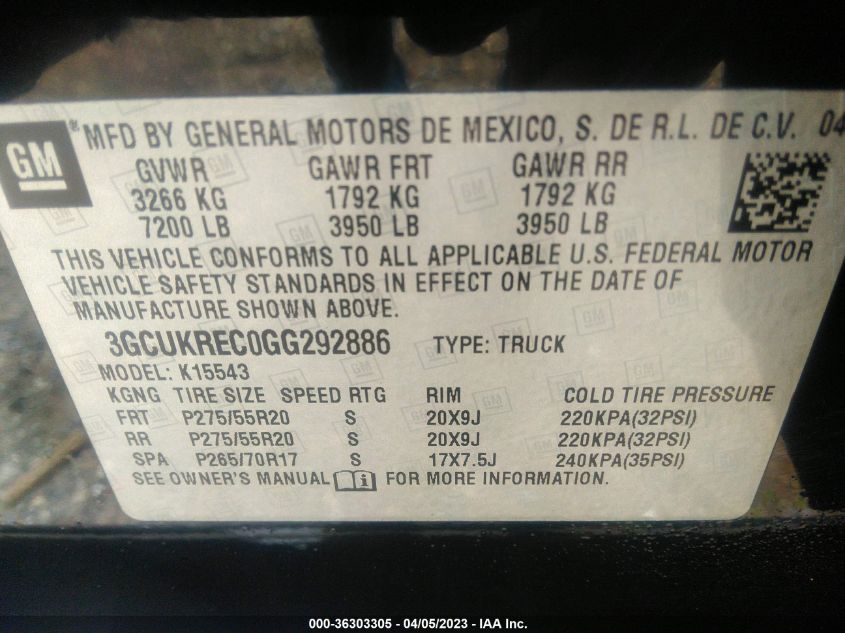 GM
® MFD BY GENERAL MOTORS DE MEXICO, S. DE R.L. DE C.V. 04
GVWR GAWR FRT GAWR RR
3266 KG 1792 KG 1792 KG
7200 LB 3950 LB 3950 LB
THIS VEHICLE CONFORMS TO ALL APPLICABLE U.S. FEDERAL MOTOR
VEHICLE SAFETY STANDARDS IN EFFECT ON THE DATE OF
MANUFACTURE SHOWN ABOVE.
3GCUKREC0GG292886 TYPE: TRUCK
MODEL: K15543
KGNG TIRE SIZE SPEED RTG RIM COLD TIRE PRESSURE
FRT P275/55R20 S 20X9J 220KPA(32PSI)
RR P275/55R20 S 20X9J 220KPA(32PSI)
SPA P265/70R17 S 17X7.5J 240KPA(35PSI)
SEE OWNER'S MANUAL i FOR MORE INFORMATION.
000-36303305 - 04/05/2023 - IAA Inc.